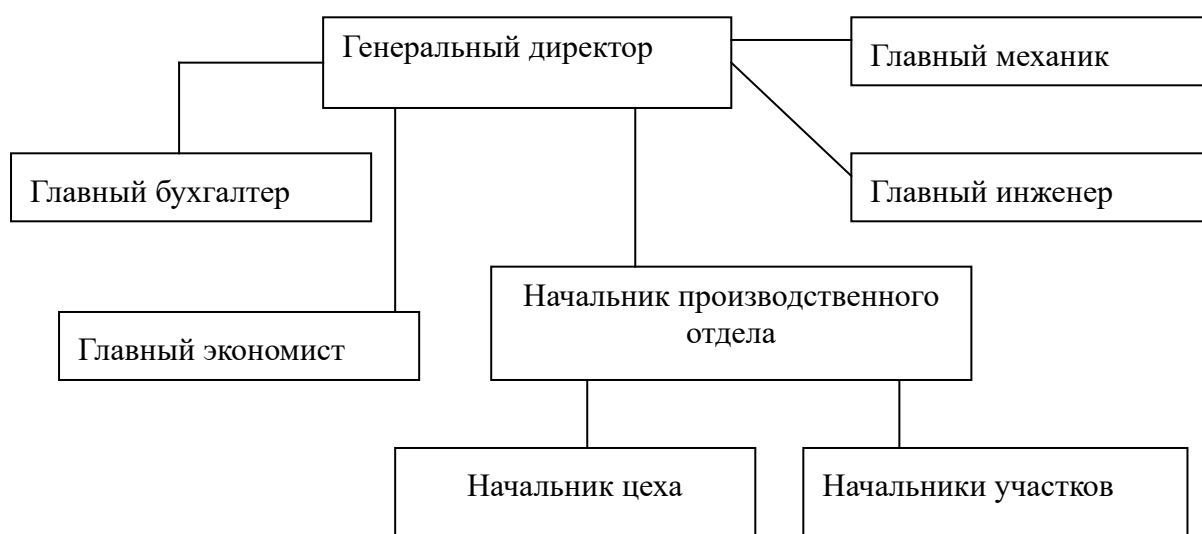 Генеральный директор
Главный механик
Главный бухгалтер
Главный инженер
Начальник производственного
отдела
Главный экономист
Начальник цеха
Начальники участков